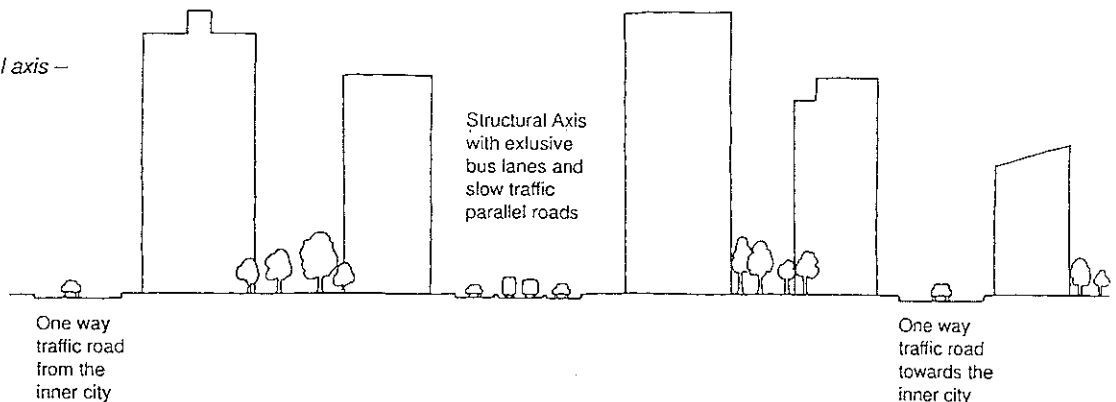 l axis –
Structural Axis
with exlusive
bus lanes and
slow traffic
parallel roads
One way
traffic road
from the
inner city
One way
traffic road
towards the
inner city